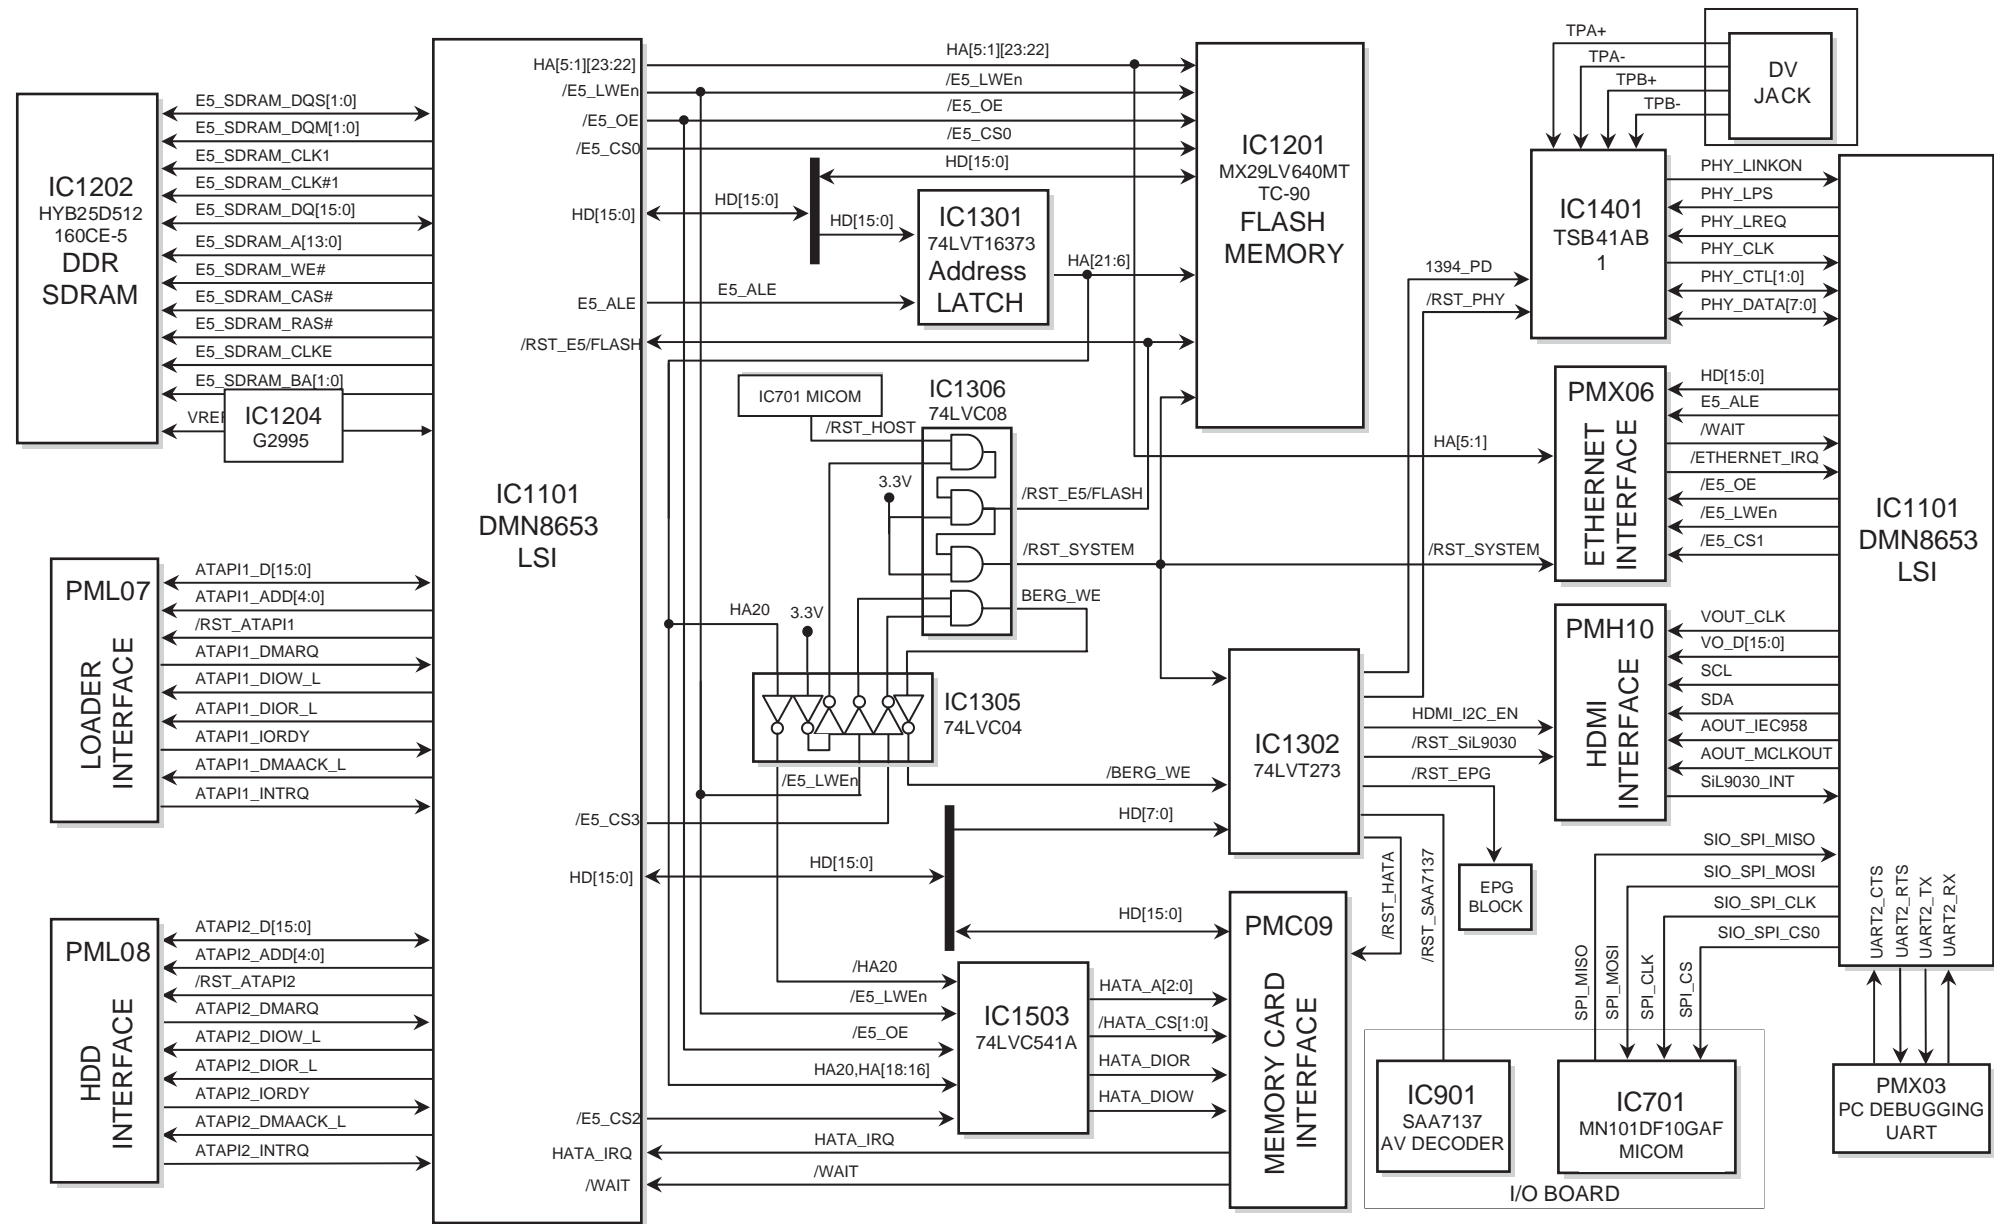 IC1202
HYB25D512
160CE-5
DDR
SDRAM
E5_SDRAM_DQS[1:0]
E5_SDRAM_DQM[1:0]
E5_SDRAM_CLK1
E5_SDRAM_CLK#1
E5_SDRAM_DQ[15:0]
E5_SDRAM_A[13:0]
E5_SDRAM_WE#
E5_SDRAM_CAS#
E5_SDRAM_RAS#
E5_SDRAM_CLKE
E5_SDRAM_BA[1:0]
VREF
IC1204
G2995
PML07
LOADER
INTERFACE
ATAPI1_D[15:0]
ATAPI1_ADD[4:0]
/RST_ATAPI1
ATAPI1_DMARQ
ATAPI1_DIOW_L
ATAPI1_DIOR_L
ATAPI1_IORDY
ATAPI1_DMAACK_L
ATAPI1_INTRQ
PML08
HDD
INTERFACE
ATAPI2_D[15:0]
ATAPI2_ADD[4:0]
/RST_ATAPI2
ATAPI2_DMARQ
ATAPI2_DIOW_L
ATAPI2_DIOR_L
ATAPI2_IORDY
ATAPI2_DMAACK_L
ATAPI2_INTRQ
IC1101
DMN8653
LSI
HA[5:1][23:22]
/E5_LWEn
/E5_OE
/E5_CS0
HD[15:0]
E5_ALE
/RST_E5/FLASH
/E5_CS3
HD[15:0]
/E5_CS2
HATA_IRQ
/WAIT
HA[5:1][23:22]
/E5_LWEn
/E5_OE
/E5_CS0
HD[15:0]
HD[15:0]
HD[15:0]
E5_ALE
IC1301
74LVT16373
Address
LATCH
HA[21:6]
IC1201
MX29LV640MT
TC-90
FLASH
MEMORY
IC701 MICOM
/RST_HOST
IC1306
74LVC08
3.3V
/RST_E5/FLASH
/RST_SYSTEM
BERG_WE
HA20
3.3V
IC1305
74LVC04
/E5_LWEn
/BERG_WE
HD[7:0]
HD[15:0]
HD[15:0]
/HA20
/E5_LWEn
/E5_OE
HA20,HA[18:16]
HATA_IRQ
/WAIT
IC1503
74LVC541A
HATA_A[2:0]
/HATA_CS[1:0]
HATA_DIOR
HATA_DIOW
PMC09
MEMORY CARD
INTERFACE
IC1302
74LVT273
1394_PD
/RST_PHY
HA[5:1]
/RST_SYSTEM
HDMI_I2C_EN
/RST_SiL9030
/RST_EPG
/RST_HATA
/RST_SAA7137
EPG
BLOCK
TPA+
TPA-
TPB+
TPB-
DV
JACK
IC1401
TSB41AB
1
PHY_LINKON
PHY_LPS
PHY_LREQ
PHY_CLK
PHY_CTL[1:0]
PHY_DATA[7:0]
PMX06
ETHERNET
INTERFACE
HD[15:0]
E5_ALE
/WAIT
/ETHERNET_IRQ
/E5_OE
/E5_LWEn
/E5_CS1
PMH10
HDMI
INTERFACE
VOUT_CLK
VO_D[15:0]
SCL
SDA
AOUT_IEC958
AOUT_MCLKOUT
SiL9030_INT
IC1101
DMN8653
LSI
SIO_SPI_MISO
SIO_SPI_MOSI
SIO_SPI_CLK
SIO_SPI_CS0
UART2_CTS
UART2_RTS
UART2_TX
UART2_RX
SPI_MISO
SPI_MOSI
SPI_CLK
SPI_CS
IC901
SAA7137
AV DECODER
IC701
MN101DF10GAF
MICOM
I/O BOARD
PMX03
PC DEBUGGING
UART